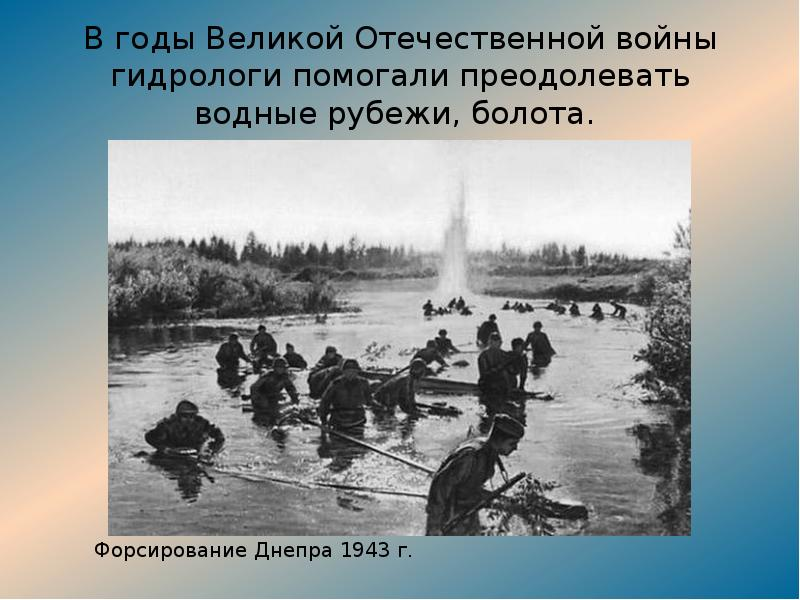 В годы Великой Отечественной войны
гидрологи помогали преодолевать
водные рубежи, болота.
Форсирование Днепра 1943 г.